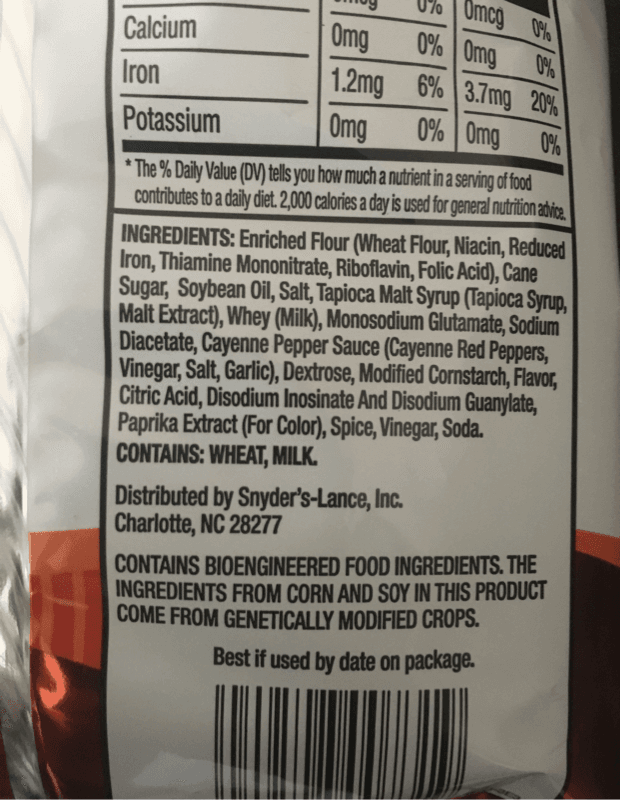 0% 0mcg 0%
Calcium 0mg 0% 0mg 0%
Iron 1.2mg 6% 3.7mg 20%
Potassium 0mg 0% 0mg 0%
* The % Daily Value (DV) tells you how much a nutrient in a serving of food
contributes to a daily diet. 2,000 calories a day is used for general nutrition advice.
INGREDIENTS: Enriched Flour (Wheat Flour, Niacin, Reduced
Iron, Thiamine Mononitrate, Riboflavin, Folic Acid), Cane
Sugar, Soybean Oil, Salt, Tapioca Malt Syrup (Tapioca Syrup,
Malt Extract), Whey (Milk), Monosodium Glutamate, Sodium
Diacetate, Cayenne Pepper Sauce (Cayenne Red Peppers,
Vinegar, Salt, Garlic), Dextrose, Modified Cornstarch, Flavor,
Citric Acid, Disodium Inosinate And Disodium Guanylate,
Paprika Extract (For Color), Spice, Vinegar, Soda.
CONTAINS: WHEAT, MILK.
Distributed by Snyder's-Lance, Inc.
Charlotte, NC 28277
CONTAINS BIOENGINEERED FOOD INGREDIENTS. THE
INGREDIENTS FROM CORN AND SOY IN THIS PRODUCT
COME FROM GENETICALLY MODIFIED CROPS.
Best if used by date on package.